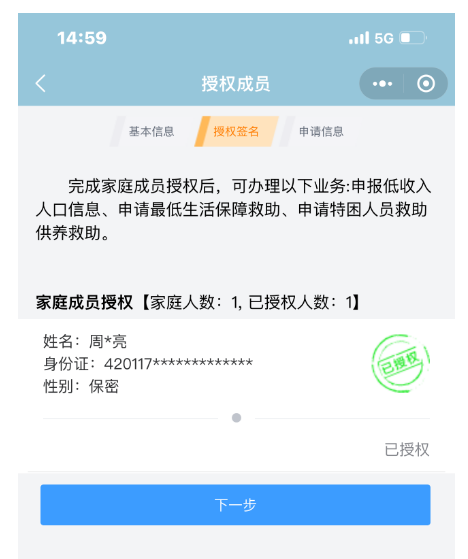 14:59
5G
授权成员
基本信息
授权签名
申请信息
完成家庭成员授权后，可办理以下业务:申报低收入
人口信息、申请最低生活保障救助、申请特困人员救助
供养救助。
家庭成员授权【家庭人数：1, 已授权人数：1】
姓名：周*亮
身份证：420117*************
已授权
性别：保密
已授权
下一步